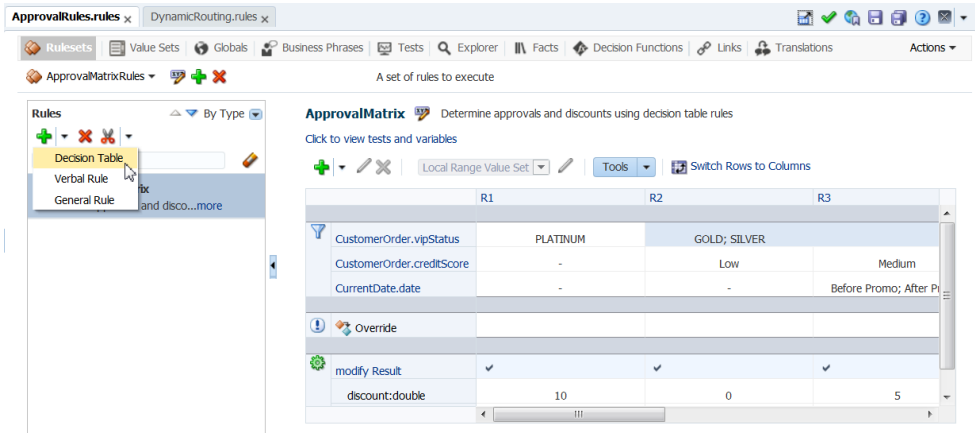 ApprovalRules.rules x DynamicRouting.rules x
Rulesets Value Sets Globals Business Phrases Tests Explorer Facts Decision Functions Links Translations Actions
ApprovalMatrixRules A set of rules to execute
Rules By Type
Decision Table
Verbal Rule
General Rule
and disco...more
ApprovalMatrix Determine approvals and discounts using decision table rules
Click to view tests and variables
Local Range Value Set Tools Switch Rows to Columns
R1 R2 R3
CustomerOrder.vipStatus PLATINUM GOLD; SILVER
CustomerOrder.creditScore - Low Medium
CurrentDate.date - - Before Promo; After P
Override
modify Result
discount:double 10 0 5